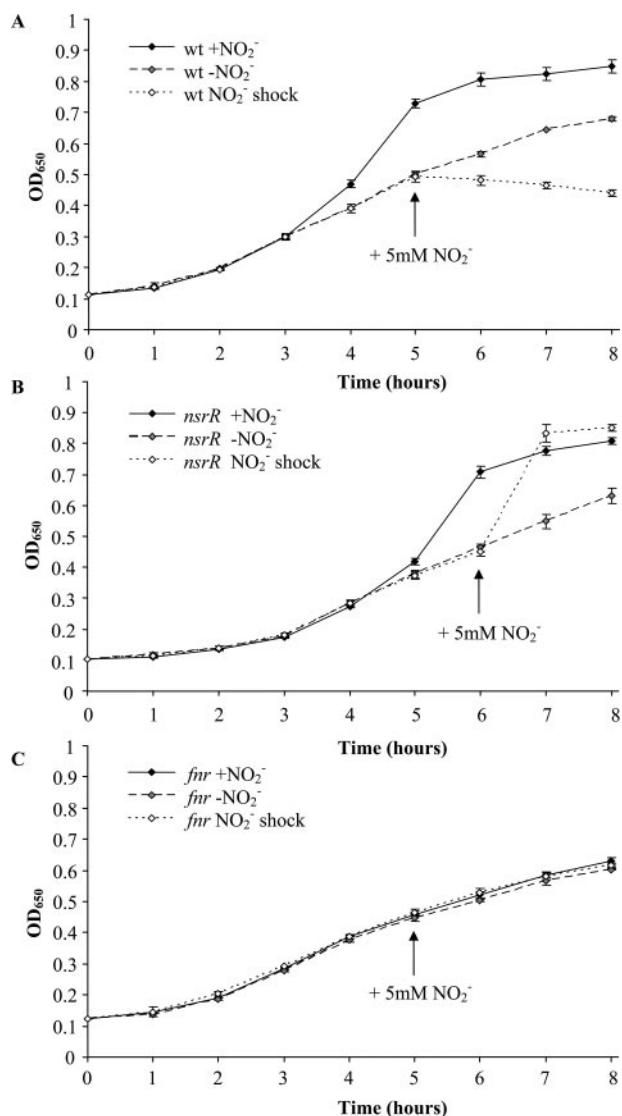 A
1
0.9
0.8
0.7
0.6
0.5
0.4
0.3
0.2
0.1
0
OD₆₅₀
wt +NO₂⁻
wt -NO₂⁻
wt NO₂⁻ shock
+ 5mM NO₂⁻
0 1 2 3 4 5 6 7 8
Time (hours)
B
1
0.9
0.8
0.7
0.6
0.5
0.4
0.3
0.2
0.1
0
OD₆₅₀
nsrR +NO₂⁻
nsrR -NO₂⁻
nsrR NO₂⁻ shock
+ 5mM NO₂⁻
0 1 2 3 4 5 6 7 8
Time (hours)
C
1
0.9
0.8
0.7
0.6
0.5
0.4
0.3
0.2
0.1
0
OD₆₅₀
fnr +NO₂⁻
fnr -NO₂⁻
fnr NO₂⁻ shock
+ 5mM NO₂⁻
0 1 2 3 4 5 6 7 8
Time (hours)